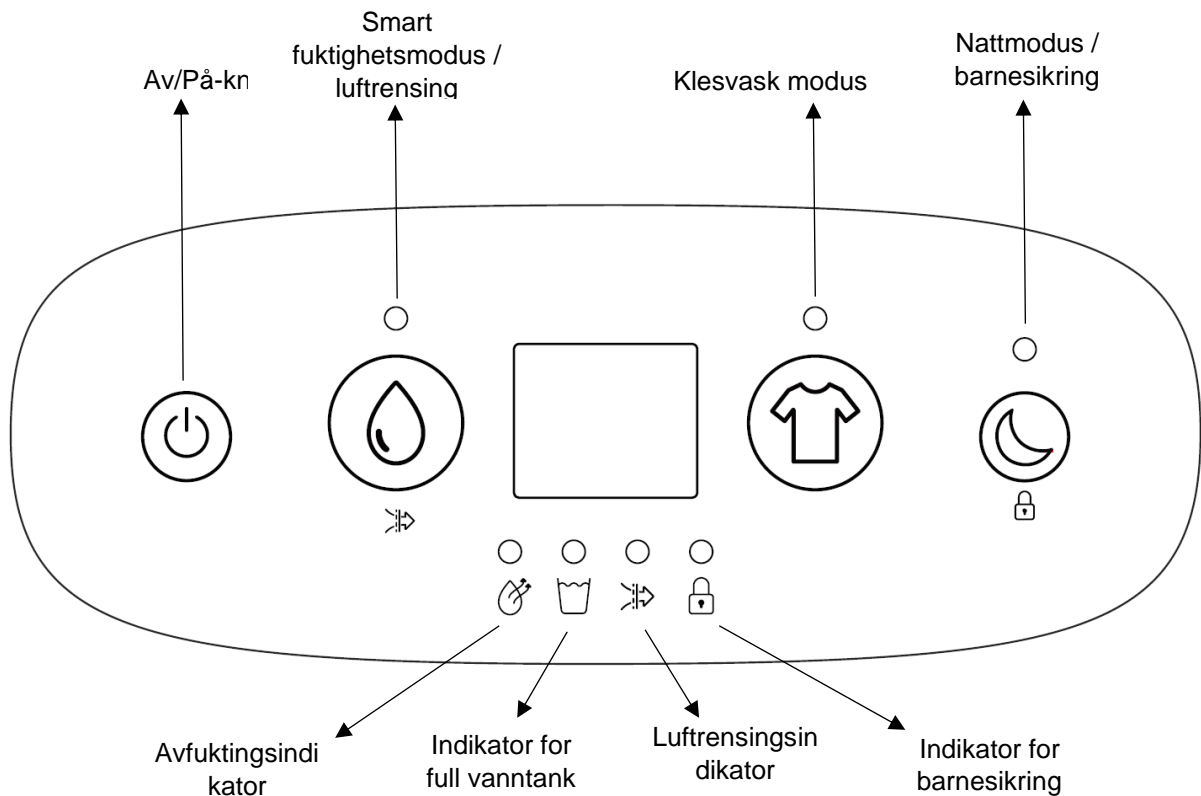 Av/På-kn
Smart
fuktighetsmodus /
luftrensing
Klesvask modus
Nattmodus /
barnesikring
Avfuktingsindi
kator
Indikator for
full vanntank
Luftrensingsin
dikator
Indikator for
barnesikring